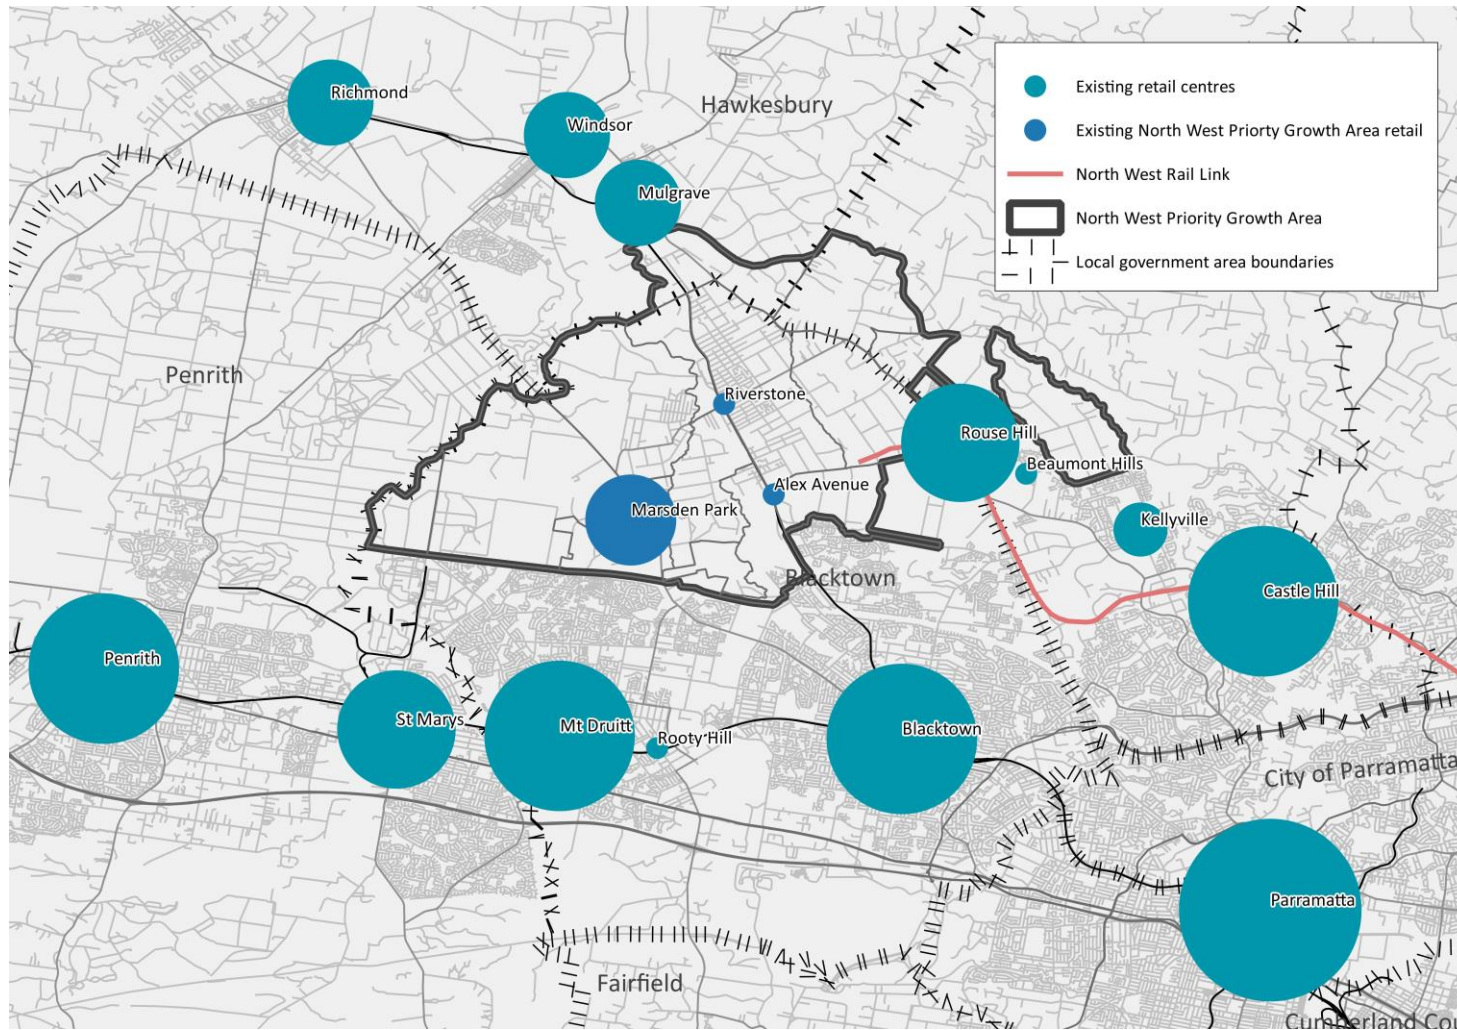 Richmond
Windsor
Hawkesbury
Mulgrave
Existing retail centres
Existing North West Priorty Growth Area retail
North West Rail Link
North West Priority Growth Area
Local government area boundaries
Penrith
Riverstone
Rouse Hill
Beaumont Hills
Alex Avenue
Marsden Park
Kellyville
Blacktown
Castle Hill
Penrith
St Marys
Mt Druitt
Rooty Hill
Blacktown
City of Parramatta
Parramatta
Fairfield
Cumberland Cou